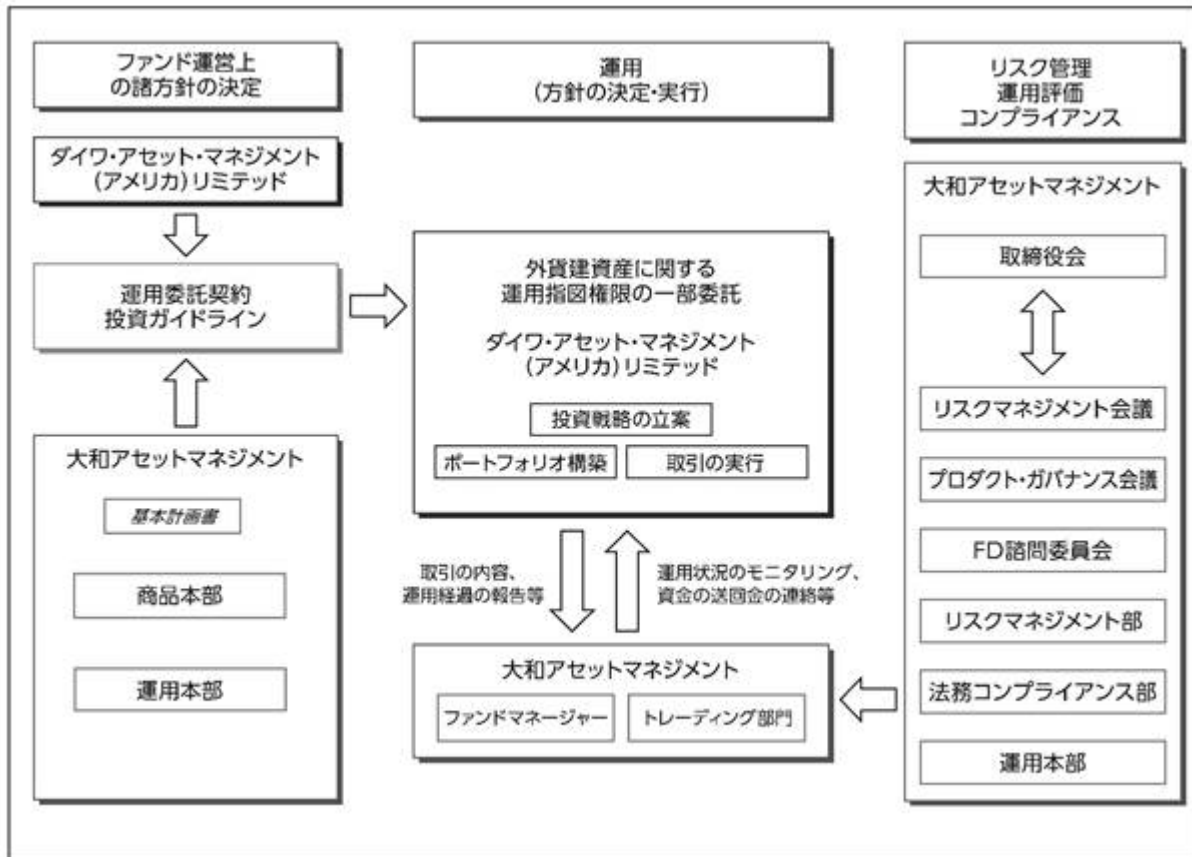 ファンド運営上
の諸方針の決定
ダイワ・アセット・マネジメント
(アメリカ)リミテッド
運用委託契約
投資ガイドライン
大和アセットマネジメント
基本計画書
商品本部
運用本部
運用
(方針の決定・実行)
外貨建資産に関する
運用指図権限の一部委託
ダイワ・アセット・マネジメント
(アメリカ)リミテッド
投資戦略の立案
ポートフォリオ構築
取引の実行
取引の内容、
運用経過の報告等
運用状況のモニタリング、
資金の送回金の連絡等
大和アセットマネジメント
ファンドマネージャー
トレーディング部門
リスク管理
運用評価
コンプライアンス
大和アセットマネジメント
取締役会
リスクマネジメント会議
プロダクト・ガバナンス会議
FD諮問委員会
リスクマネジメント部
法務コンプライアンス部
運用本部